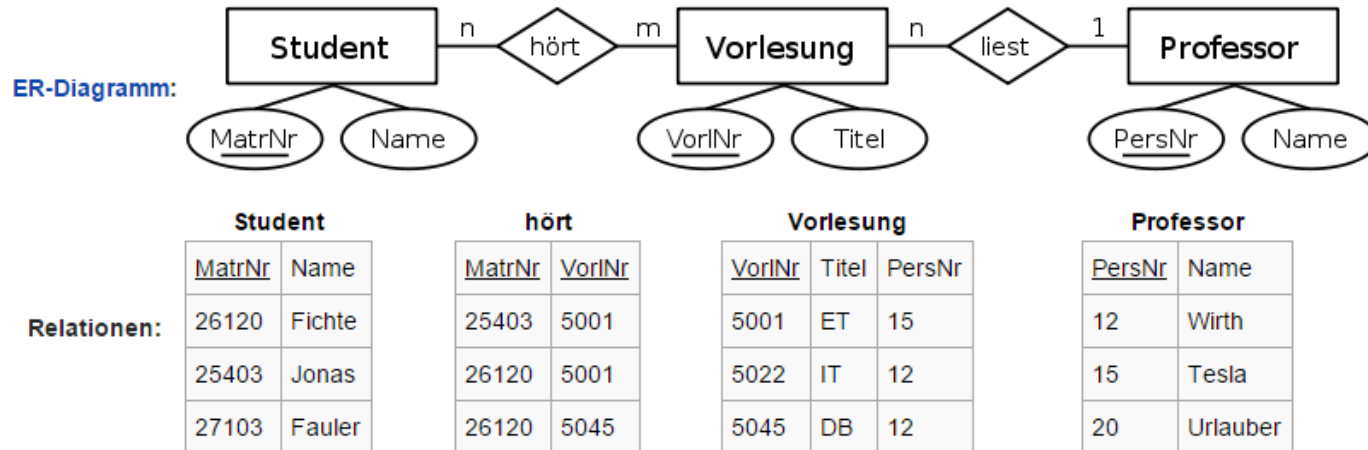 Student n hört m Vorlesung n liest 1 Professor
ER-Diagramm:
MatrNr Name VorlNr Titel PersNr Name
Student hört Vorlesung Professor
MatrNr Name MatrNr VorlNr VorlNr Titel PersNr PersNr Name
Relationen:
26120 Fichte 25403 5001 5001 ET 15 12 Wirth
25403 Jonas 26120 5001 5022 IT 12 15 Tesla
27103 Fauler 26120 5045 5045 DB 12 20 Urlauber